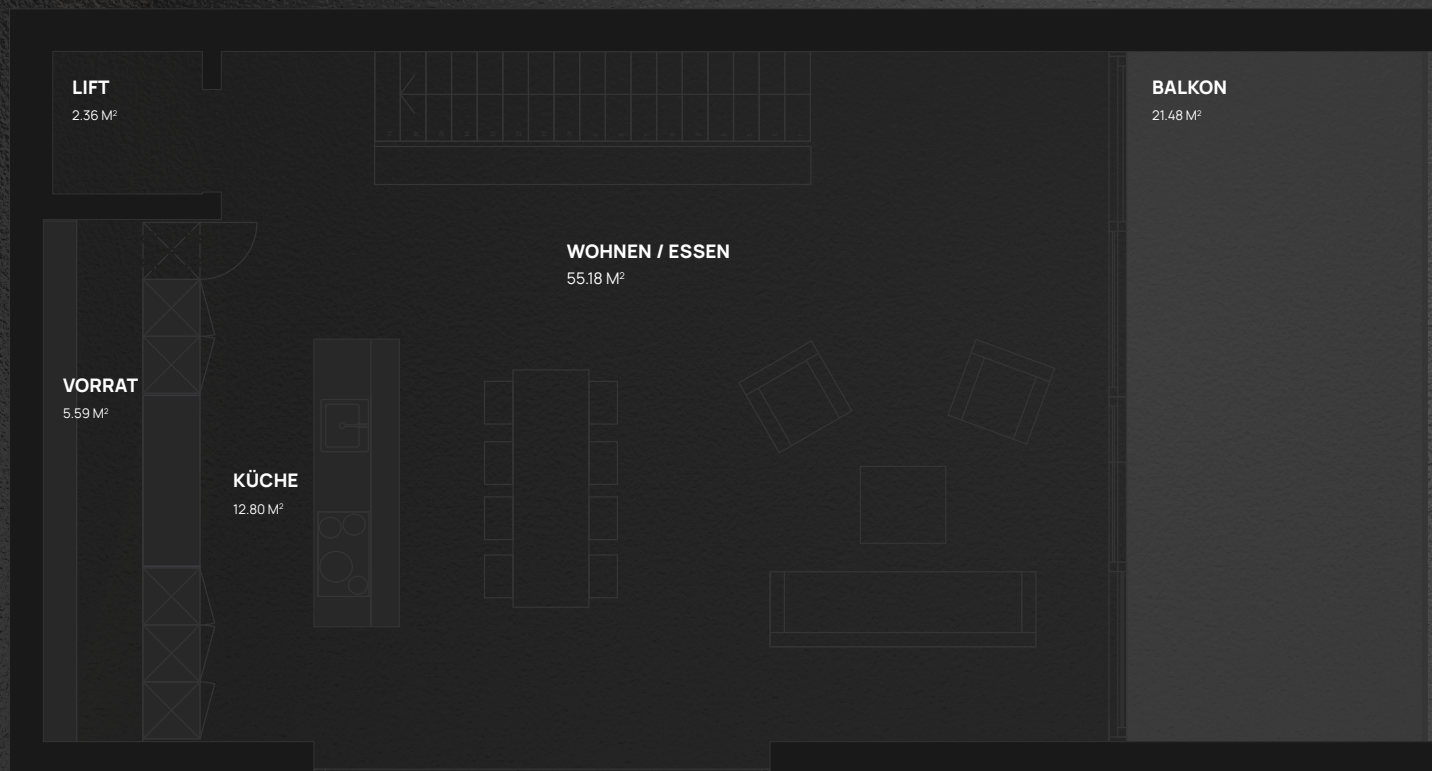 LIFT
2.36 M²
BALKON
21.48 M²
WOHNEN / ESSEN
55.18 M²
VORRAT
5.59 M²
KÜCHE
12.80 M²